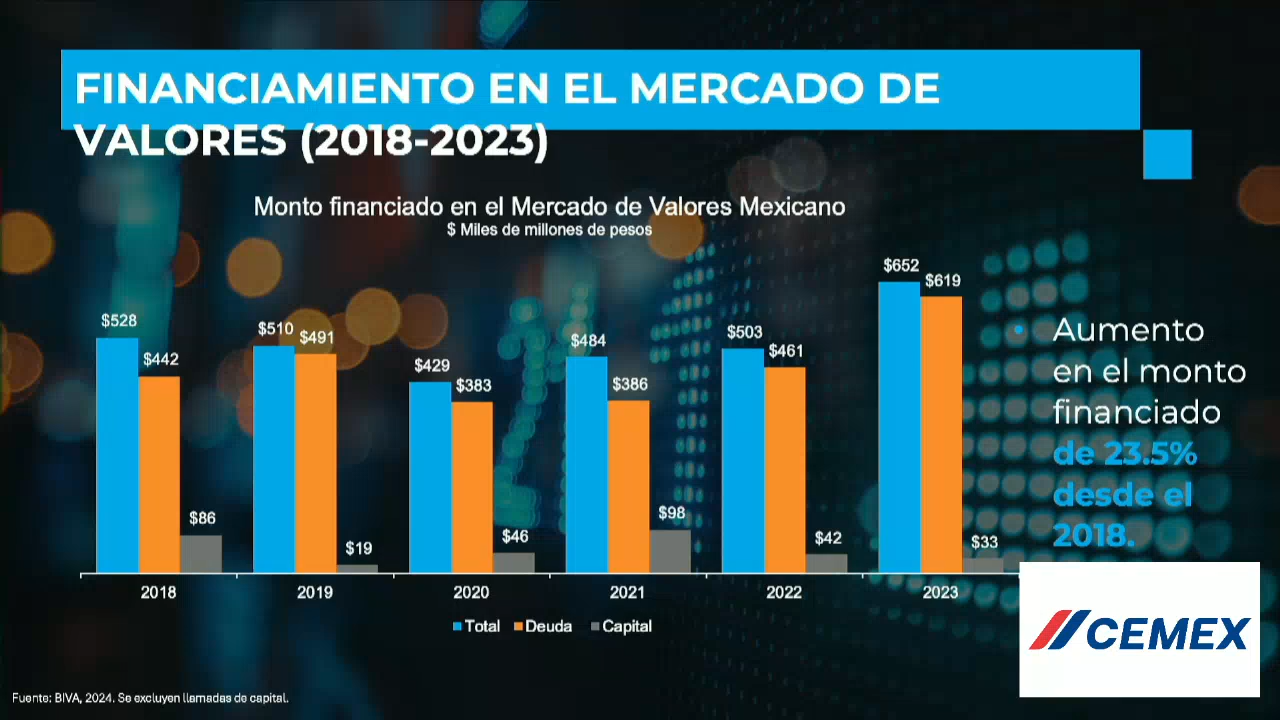 FINANCIAMIENTO EN EL MERCADO DE
VALORES (2018-2023)
Monto financiado en el Mercado de Valores Mexicano
$ Miles de millones de pesos
$528
$442
$86
$510
$491
$19
$429
$383
$46
$484
$386
$98
$503
$461
$42
$652
$619
$33
2018
2019
2020
2021
2022
2023
Total
Deuda
Capital
Aumento
en el monto
financiado
de 23.5%
desde el
2018.
CEMEX
Fuente: BIVA, 2024. Se excluyen llamadas de capital.